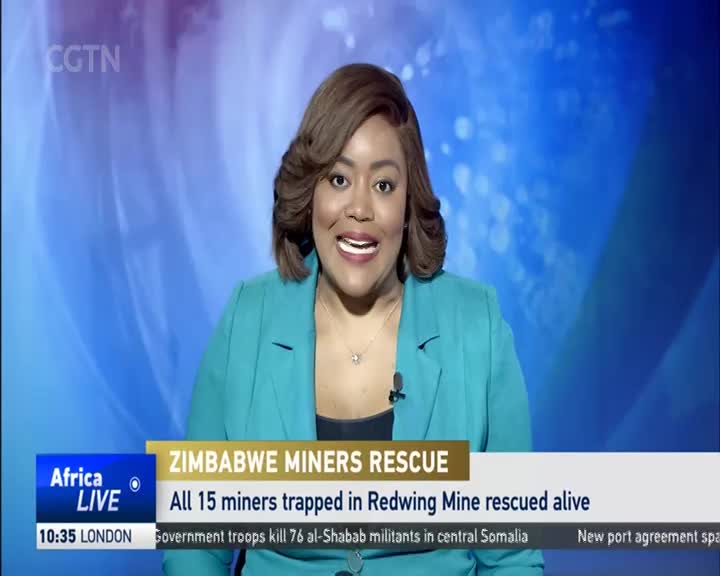 CGTN
ZIMBABWE MINERS RESCUE
Africa
LIVE
All 15 miners trapped in Redwing Mine rescued alive
10:35 LONDON
Government troops kill 76 al-Shabab militants in central Somalia
New port agreement spa